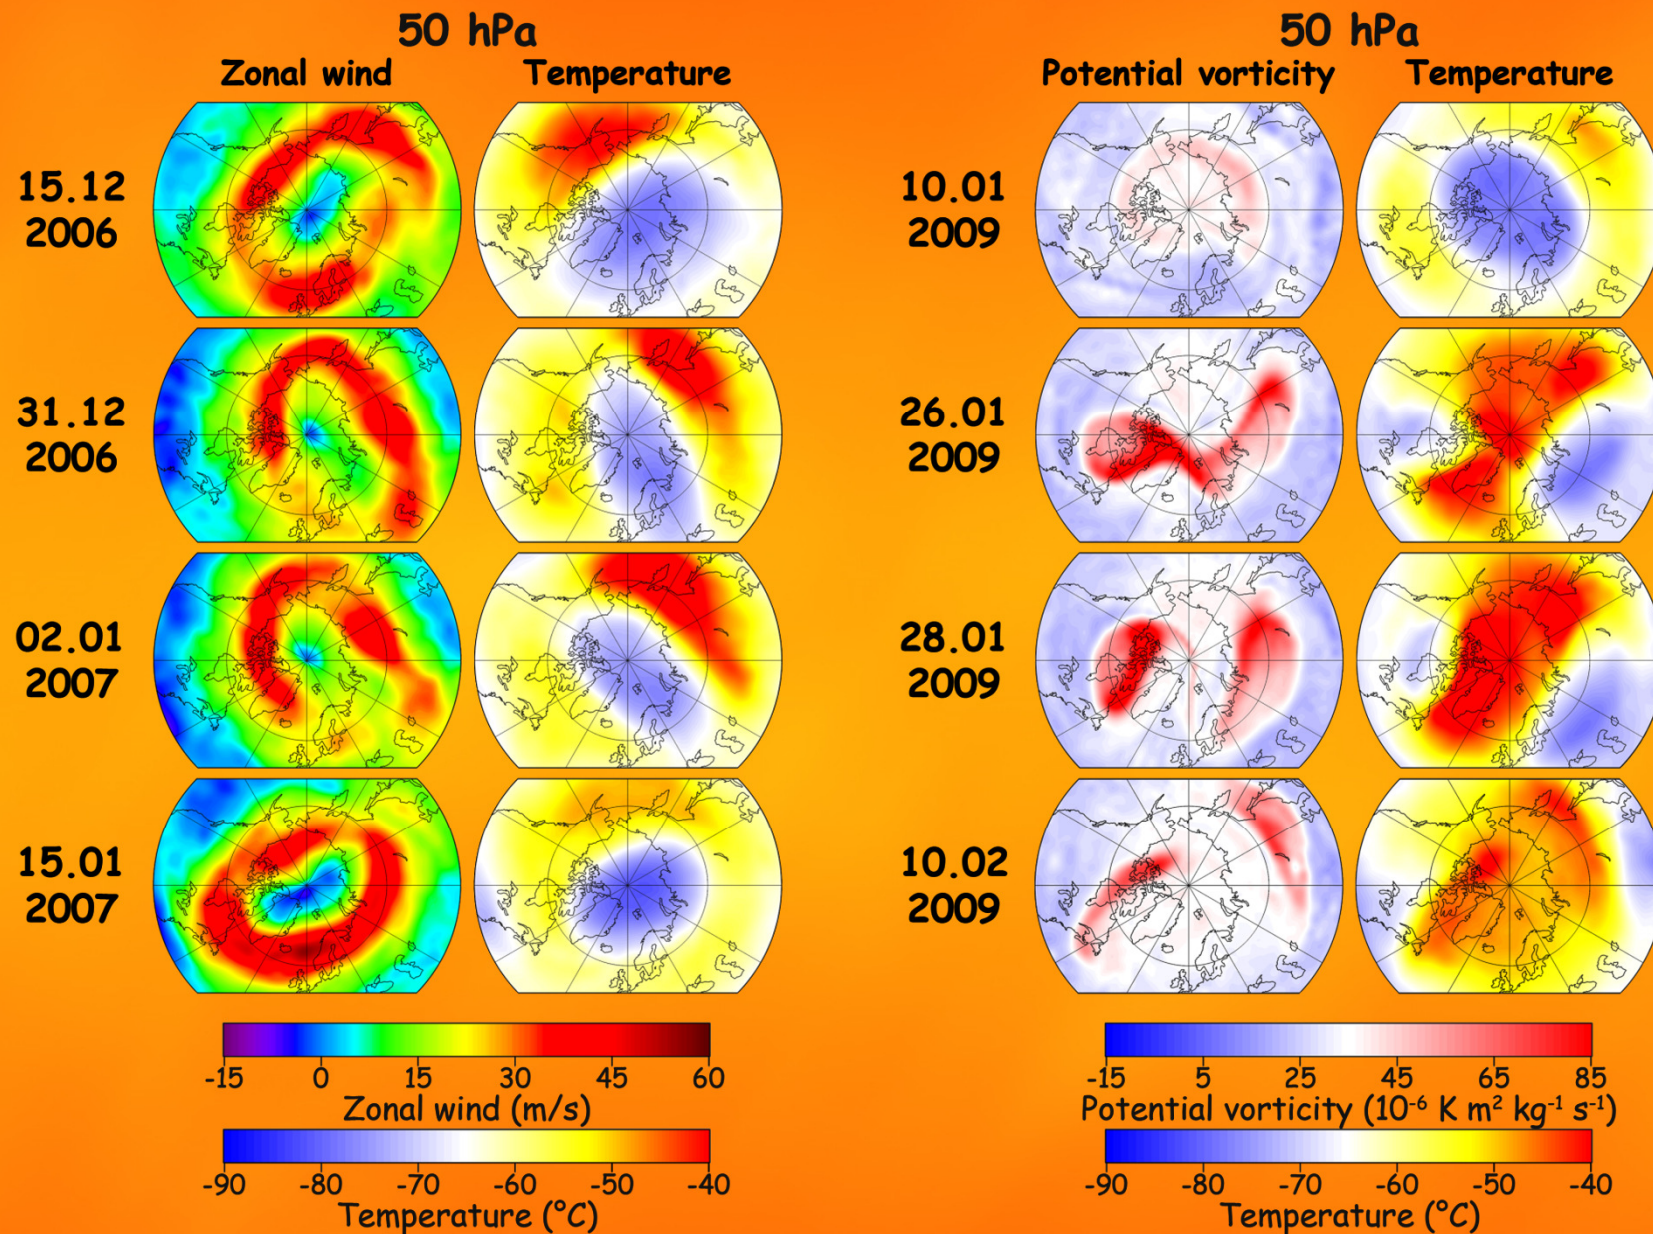 50 hPa
Zonal wind Temperature
15.12
2006
31.12
2006
02.01
2007
15.01
2007
-15 0 15 30 45 60
Zonal wind (m/s)
-90 -80 -70 -60 -50 -40
Temperature (°C)
50 hPa
Potential vorticity Temperature
10.01
2009
26.01
2009
28.01
2009
10.02
2009
-15 5 25 45 65 85
Potential vorticity (10⁻⁶ K m² kg⁻¹ s⁻¹)
-90 -80 -70 -60 -50 -40
Temperature (°C)